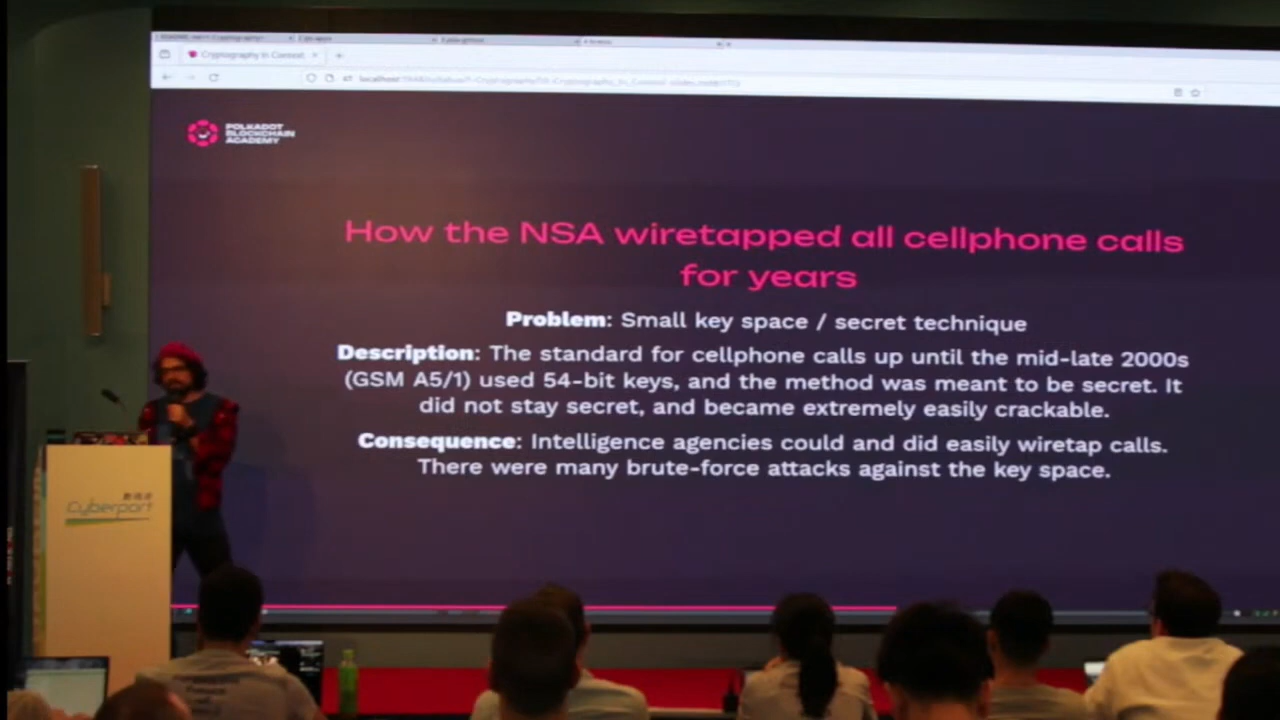 Cryptography in Context
POLKADOT
BLOCKCHAIN
ACADEMY
How the NSA wiretapped all cellphone calls
for years
Problem: Small key space / secret technique
Description: The standard for cellphone calls up until the mid-late 2000s
(GSM A5/1) used 54-bit keys, and the method was meant to be secret. It
did not stay secret, and became extremely easily crackable.
Consequence: Intelligence agencies could and did easily wiretap calls.
There were many brute-force attacks against the key space.
Cyberport